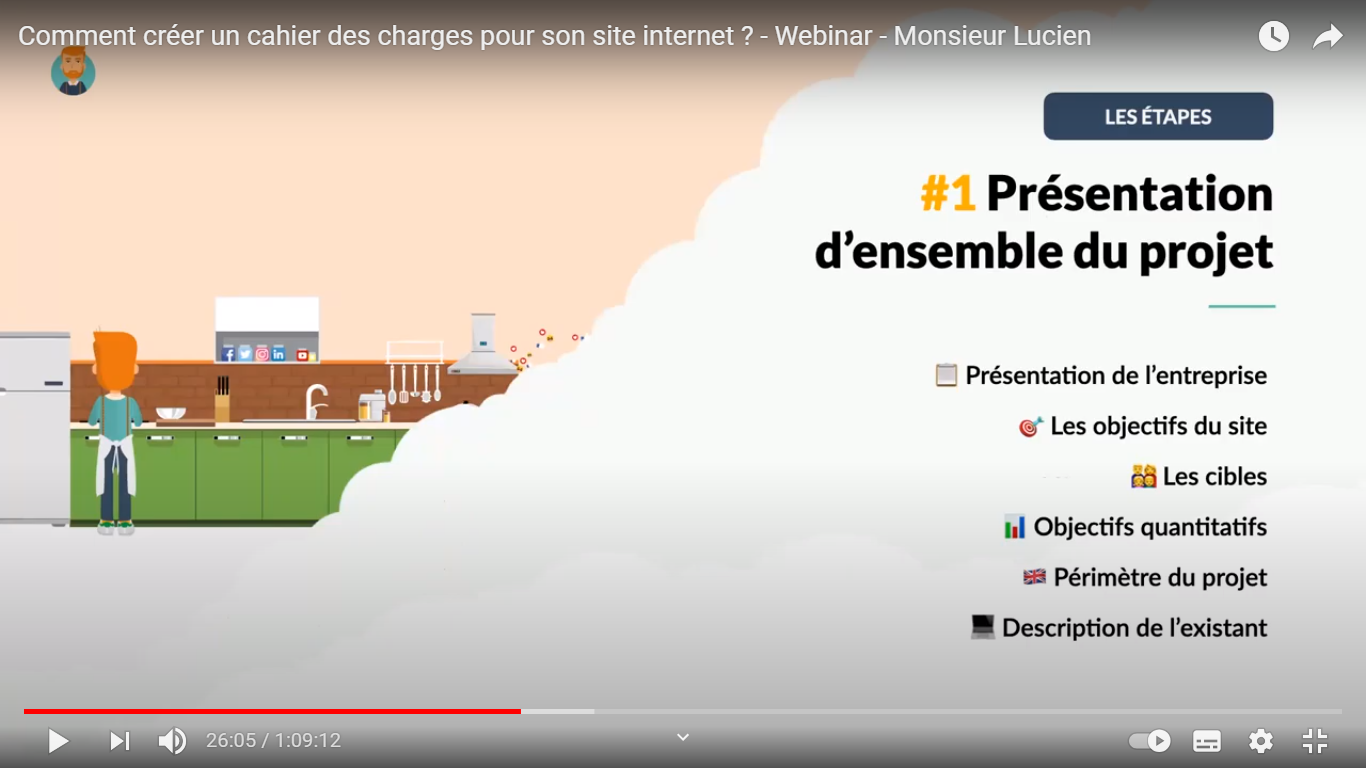 Comment créer un cahier des charges pour son site internet ? - Webinar - Monsieur Lucien
LES ÉTAPES
#1 Présentation
d’ensemble du projet
Présentation de l’entreprise
Les objectifs du site
Les cibles
Objectifs quantitatifs
Périmètre du projet
Description de l’existant
26:05 / 1:09:12